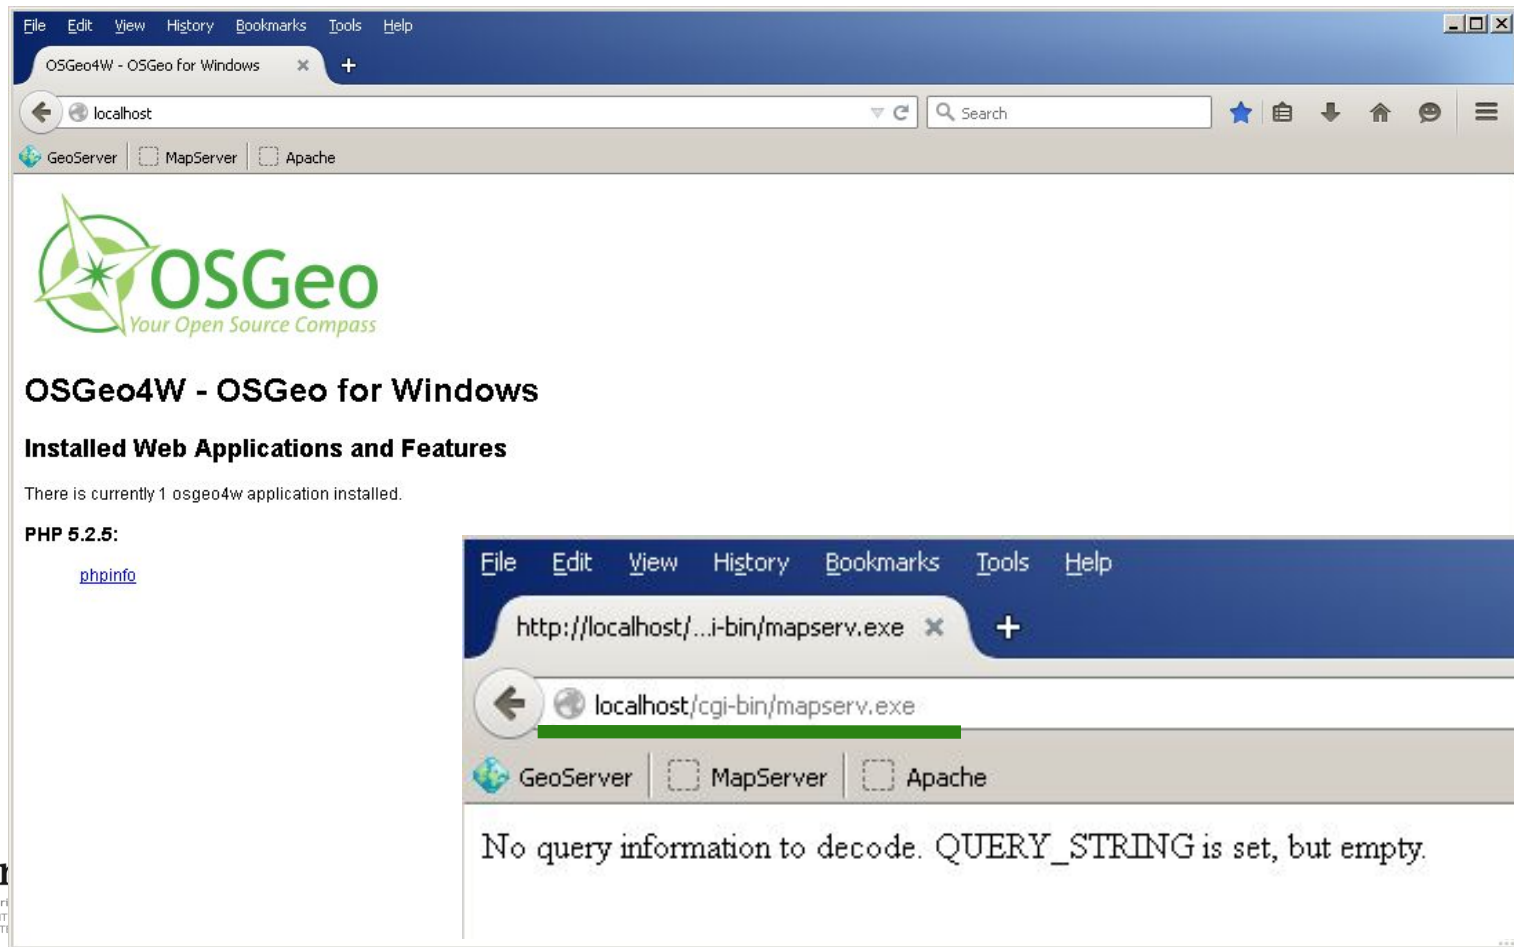 File Edit View History Bookmarks Tools Help
OSGeo4W - OSGeo for Windows
localhost
Search
GeoServer MapServer Apache
OSGeo
Your Open Source Compass
OSGeo4W - OSGeo for Windows
Installed Web Applications and Features
There is currently 1 osgeo4w application installed.
PHP 5.2.5:
phpinfo
File Edit View History Bookmarks Tools Help
http://localhost/...i-bin/mapserv.exe
localhost/cgi-bin/mapserv.exe
GeoServer MapServer Apache
No query information to decode. QUERY_STRING is set, but empty.